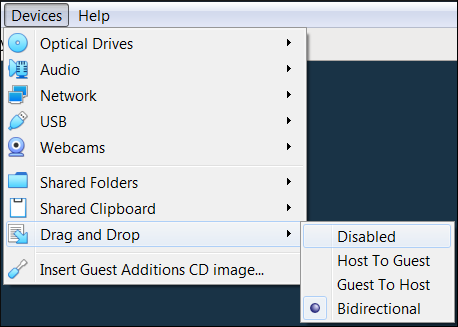 Devices Help
Optical Drives
Audio
Network
USB
Webcams
Shared Folders
Shared Clipboard
Drag and Drop
Insert Guest Additions CD image...
Disabled
Host To Guest
Guest To Host
Bidirectional